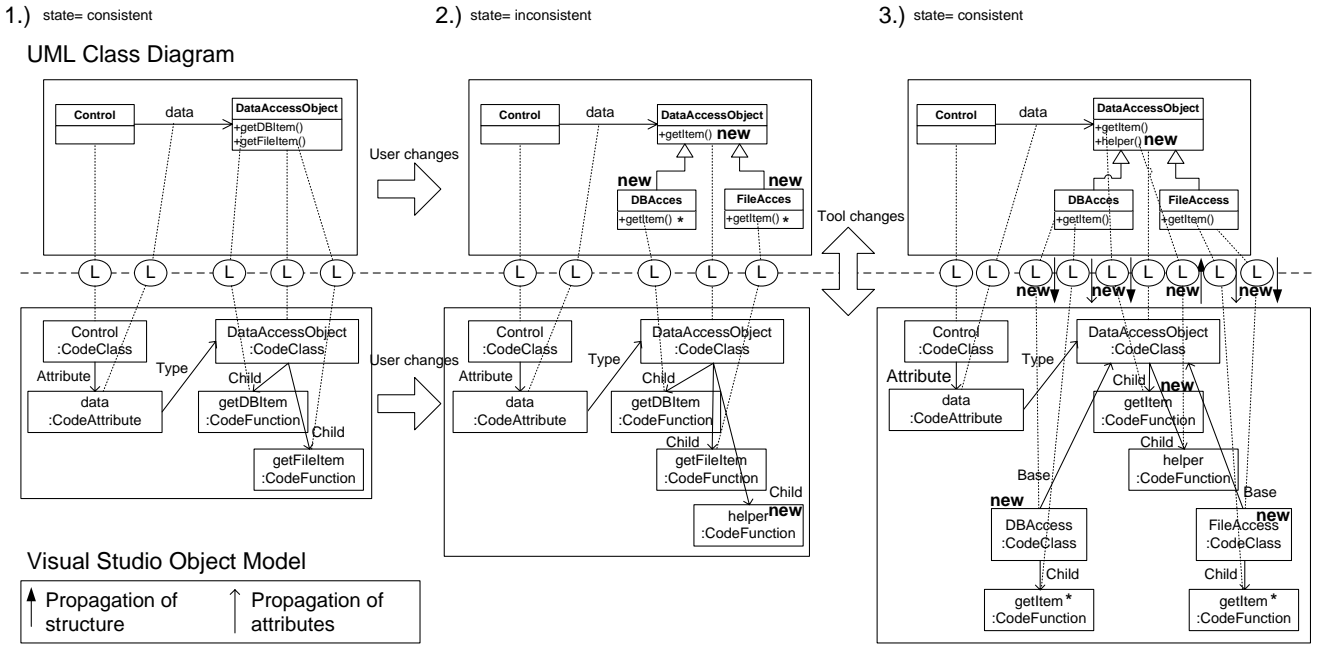 1.) state= consistent
UML Class Diagram
Control
data
DataAccessObject
+getDBItem()
+getFileItem()
L L L L L
Control
:CodeClass
DataAccessObject
:CodeClass
Attribute
Type
Child
data
:CodeAttribute
getDBItem
:CodeFunction
Child
getFileItem
:CodeFunction
User changes
User changes
2.) state= inconsistent
Control
data
DataAccessObject
+getItem() new
new
new
DBAcces
+getItem() *
FileAcces
+getItem() *
L L L L L
Control
:CodeClass
DataAccessObject
:CodeClass
Attribute
Type
Child
data
:CodeAttribute
getDBItem
:CodeFunction
Child
getFileItem
:CodeFunction
Child
new
helper
:CodeFunction
Tool changes
3.) state= consistent
Control
data
DataAccessObject
+getItem()
+helper() new
DBAcces
+getItem()
FileAccess
+getItem()
L L L L L L L L L
new new new new
Control
:CodeClass
DataAccessObject
:CodeClass
Attribute
Type
Child
new
data
:CodeAttribute
getItem
:CodeFunction
Child
helper
:CodeFunction
Base
Base
new
new
DBAccess
:CodeClass
FileAccess
:CodeClass
Child
Child
getItem *
:CodeFunction
getItem *
:CodeFunction
Visual Studio Object Model
Propagation of
structure
Propagation of
attributes